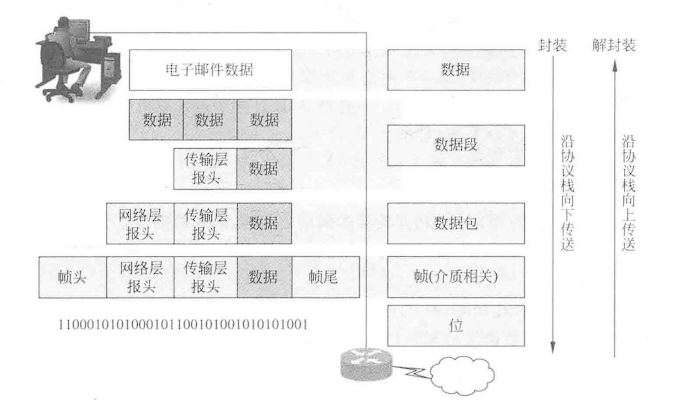 封装 解封装
电子邮件数据 数据
数据 数据 数据
数据段
传输层
报头
数据
网络层
报头
传输层
报头
数据
数据包
帧头
网络层
报头
传输层
报头
数据
帧尾
帧(介质相关)
1100010101000101100101001010101001
位
沿协议栈向下传送
沿协议栈向上传送